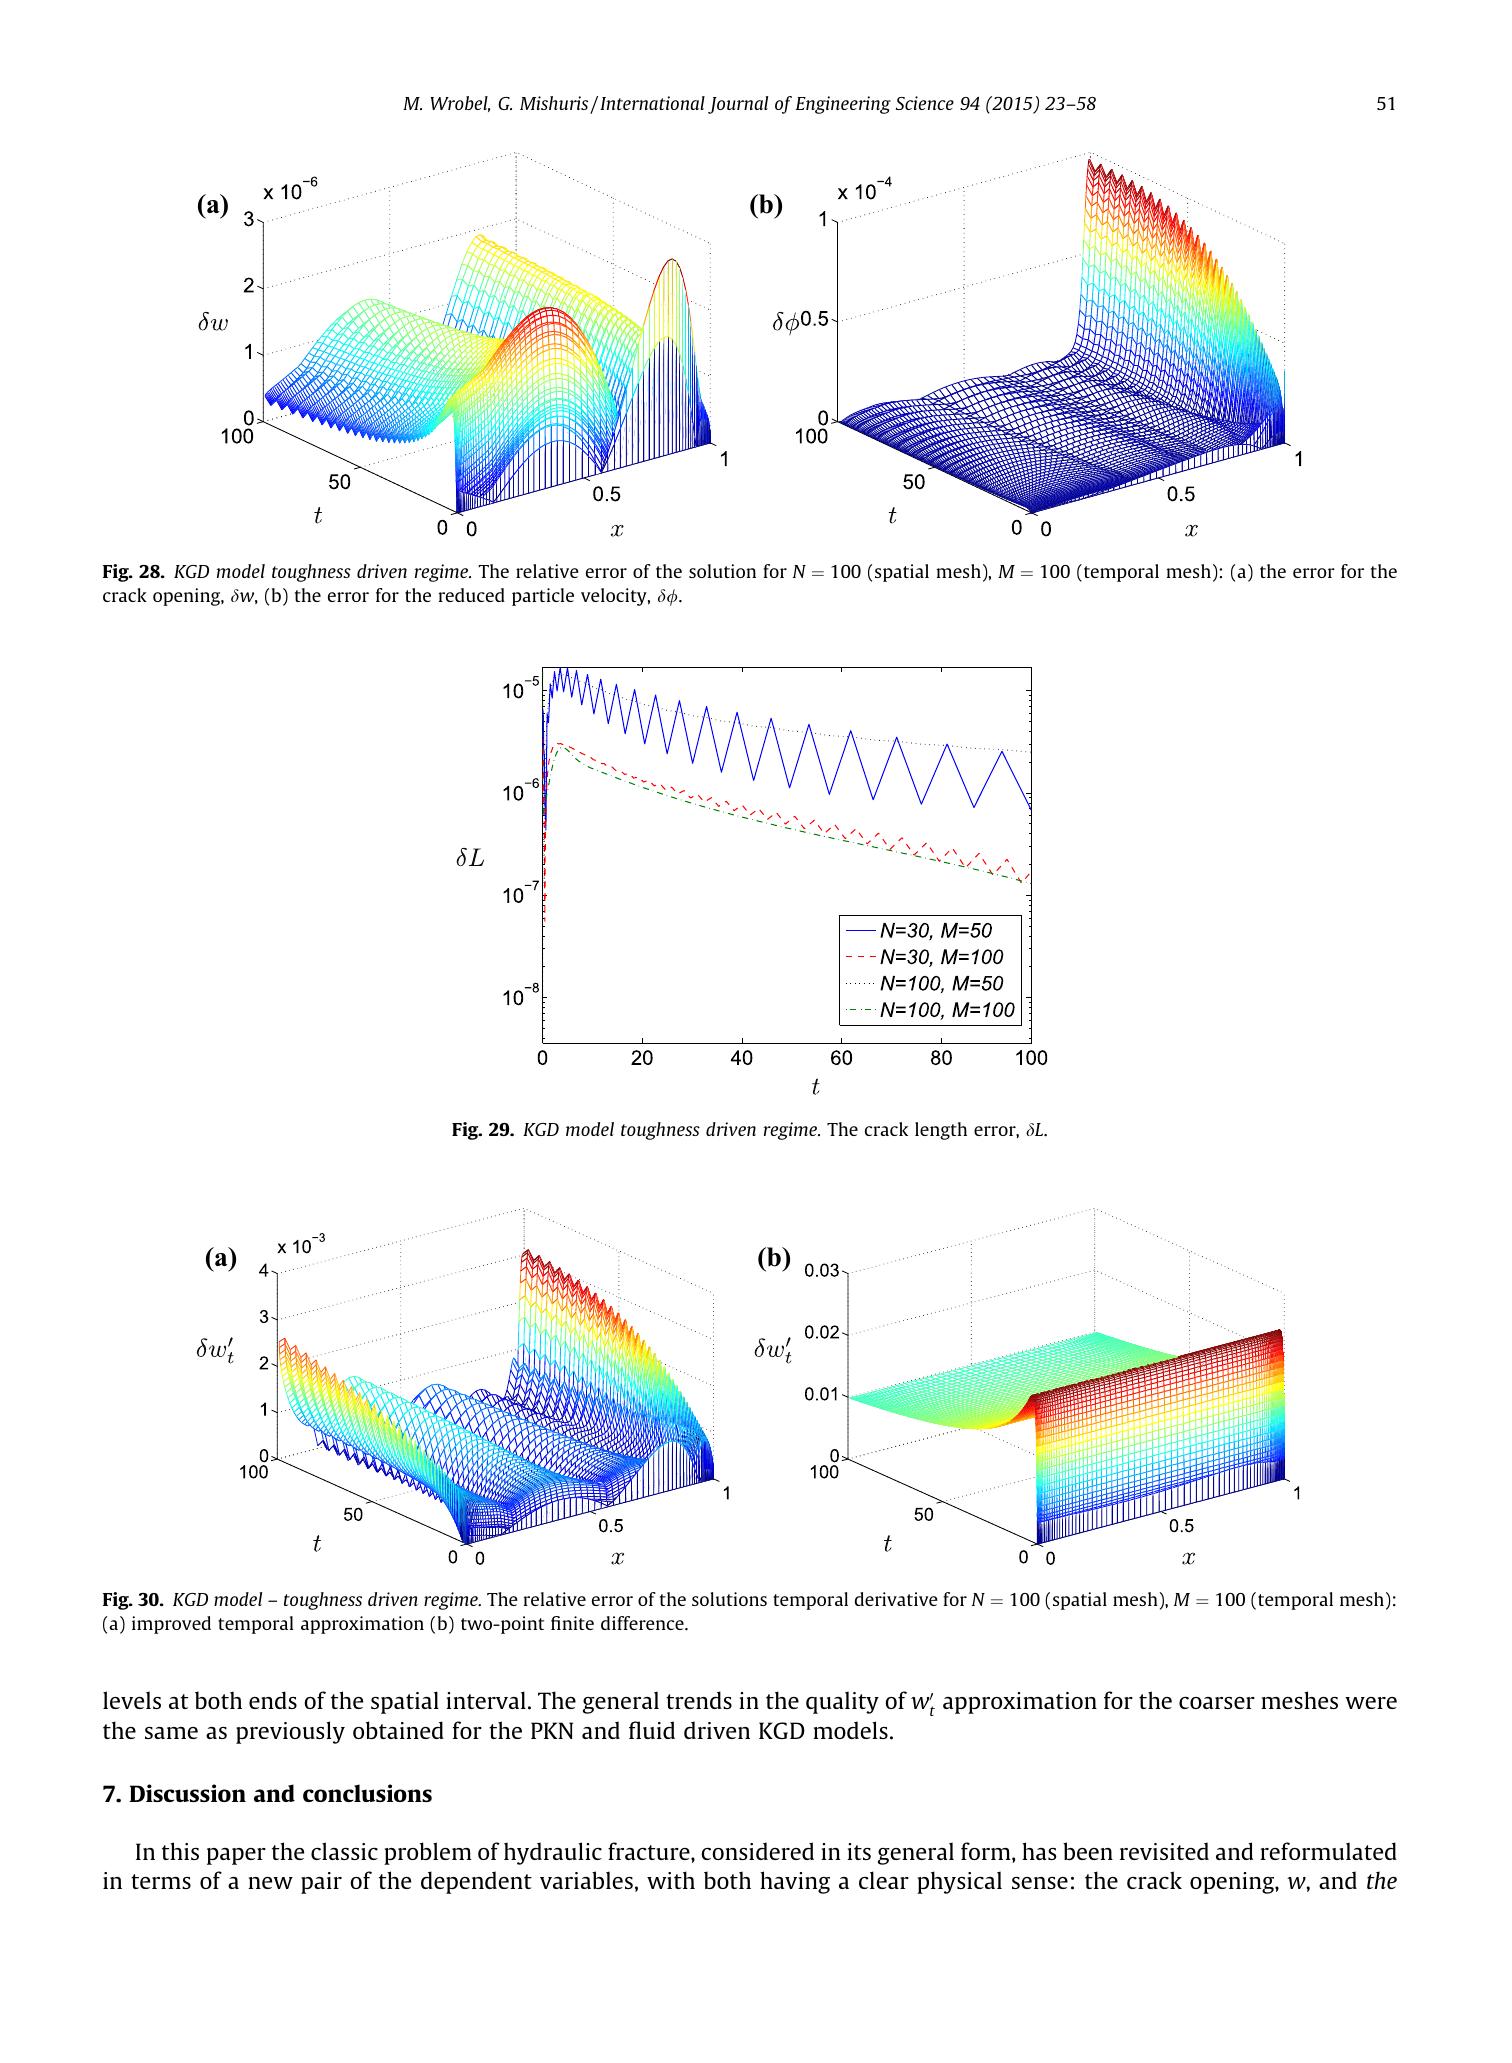 M. Wrobel, G. Mishuris / International Journal of Engineering Science 94 (2015) 23–58 51
(a) x 10−6
3
2
1
0
δw
100
50
0
t
0
0.5
1
x
(b) x 10−4
1
0.5
0
δϕ
100
50
0
t
0
0.5
1
x
Fig. 28. KGD model toughness driven regime. The relative error of the solution for N = 100 (spatial mesh), M = 100 (temporal mesh): (a) the error for the
crack opening, δw, (b) the error for the reduced particle velocity, δϕ.
10−5
10−6
10−7
10−8
δL
N=30, M=50
N=30, M=100
N=100, M=50
N=100, M=100
0 20 40 60 80 100
t
Fig. 29. KGD model toughness driven regime. The crack length error, δL.
(a) x 10−3
4
3
2
1
0
δw′t
100
50
0
t
0
0.5
1
x
(b)
0.03
0.02
0.01
0
δw′t
100
50
0
t
0
0.5
1
x
Fig. 30. KGD model – toughness driven regime. The relative error of the solutions temporal derivative for N = 100 (spatial mesh), M = 100 (temporal mesh):
(a) improved temporal approximation (b) two-point finite difference.
levels at both ends of the spatial interval. The general trends in the quality of w′t approximation for the coarser meshes were
the same as previously obtained for the PKN and fluid driven KGD models.
7. Discussion and conclusions
In this paper the classic problem of hydraulic fracture, considered in its general form, has been revisited and reformulated
in terms of a new pair of the dependent variables, with both having a clear physical sense: the crack opening, w, and the